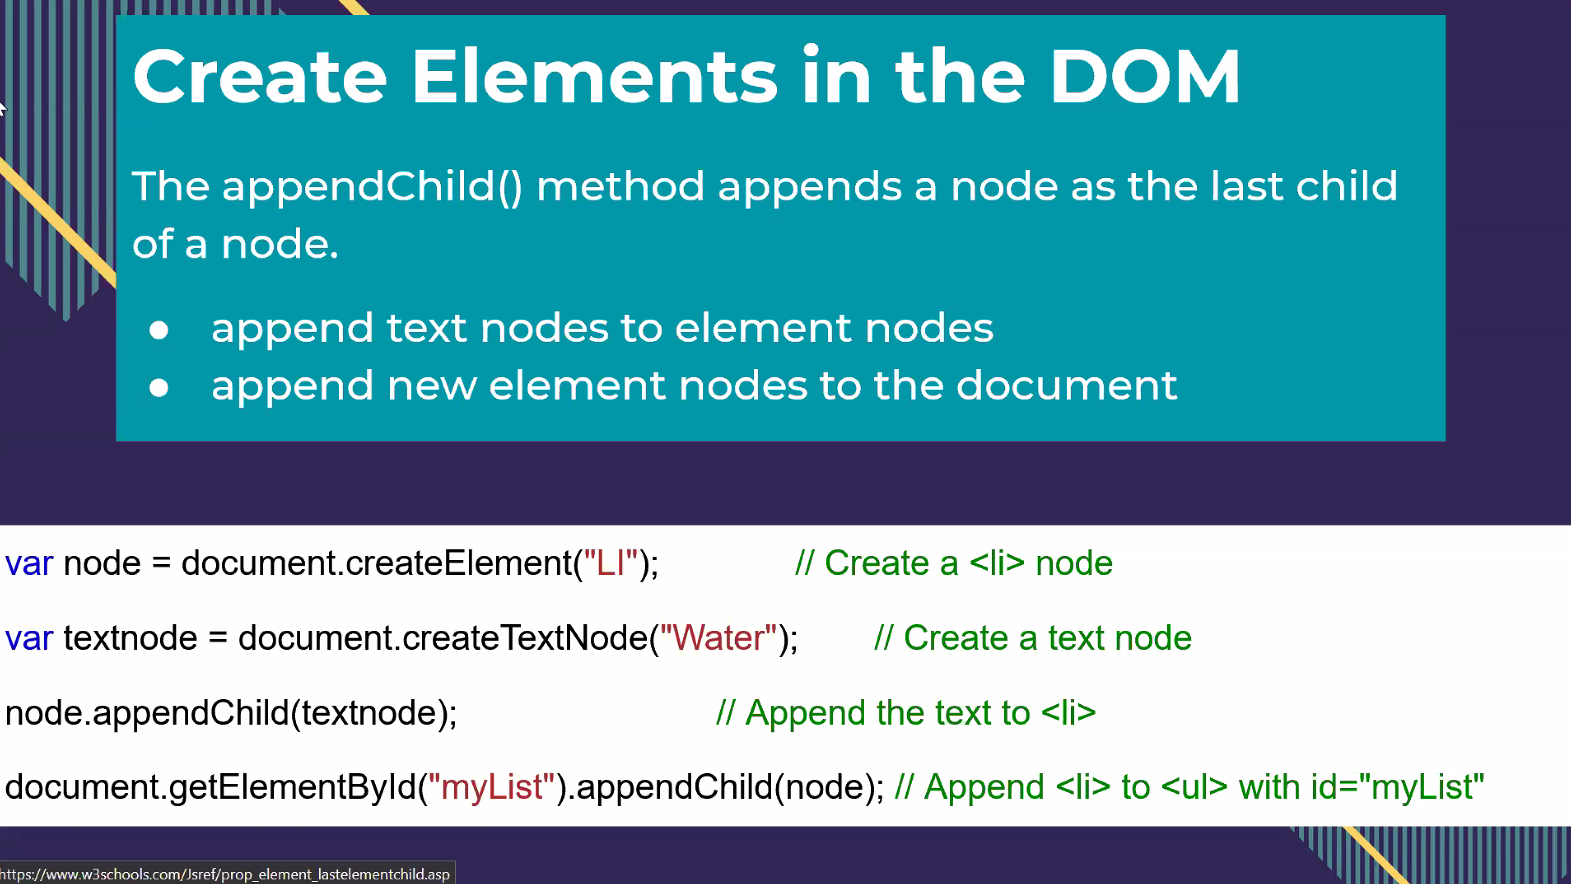 Create Elements in the DOM
The appendChild() method appends a node as the last child
of a node.
● append text nodes to element nodes
● append new element nodes to the document
var node = document.createElement("LI"); // Create a <li> node
var textnode = document.createTextNode("Water"); // Create a text node
node.appendChild(textnode); // Append the text to <li>
document.getElementById("myList").appendChild(node); // Append <li> to <ul> with id="myList"
https://www.w3schools.com/Jsref/prop_element_lastelementchild.asp